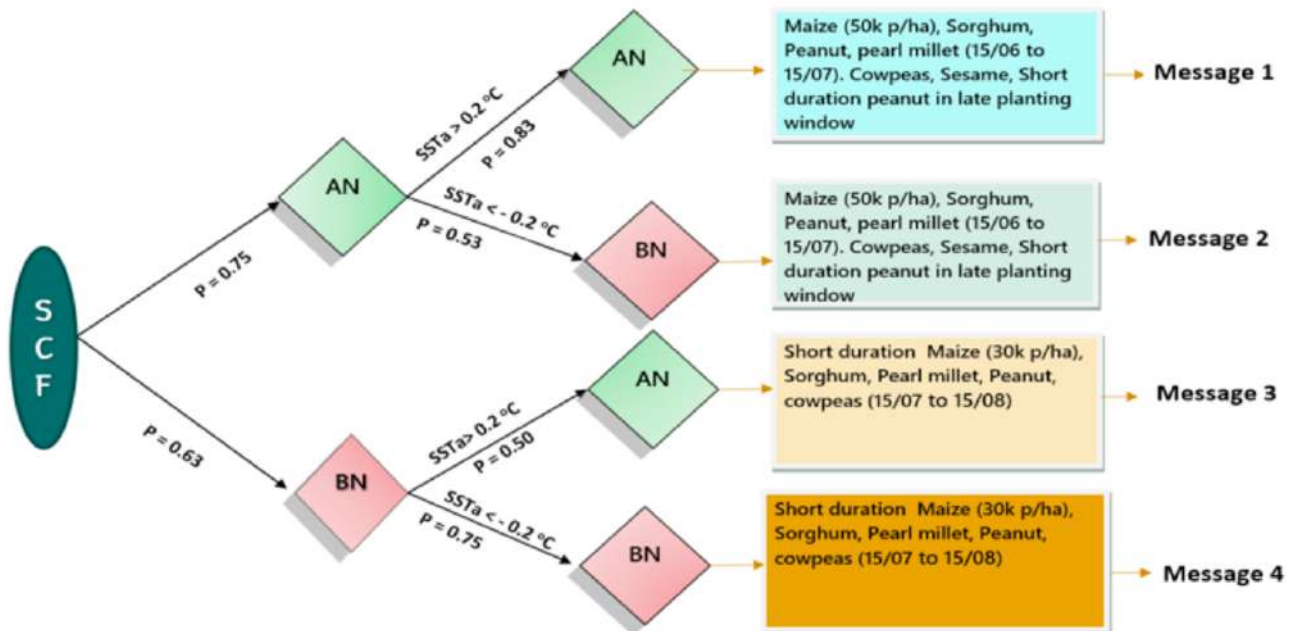 S
C
F
P = 0.75
P = 0.63
AN
SSTa > 0.2 ºC
P = 0.83
SSTa < - 0.2 ºC
P = 0.53
AN
Maize (50k p/ha), Sorghum,
Peanut, pearl millet (15/06 to
15/07). Cowpeas, Sesame, Short
duration peanut in late planting
window
Message 1
BN
Maize (50k p/ha), Sorghum,
Peanut, pearl millet (15/06 to
15/07). Cowpeas, Sesame, Short
duration peanut in late planting
window
Message 2
BN
SSTa> 0.2 ºC
P = 0.50
SSTa < - 0.2 ºC
P = 0.75
AN
Short duration Maize (30k p/ha),
Sorghum, Pearl millet, Peanut,
cowpeas (15/07 to 15/08)
Message 3
BN
Short duration Maize (30k p/ha),
Sorghum, Pearl millet, Peanut,
cowpeas (15/07 to 15/08)
Message 4